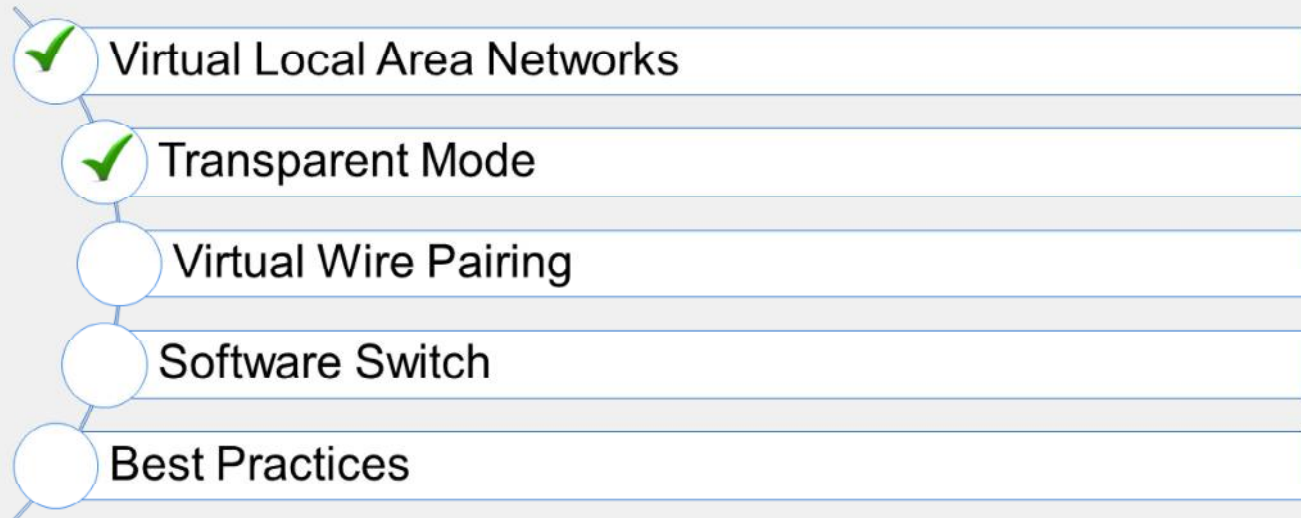 Virtual Local Area Networks
Transparent Mode
Virtual Wire Pairing
Software Switch
Best Practices